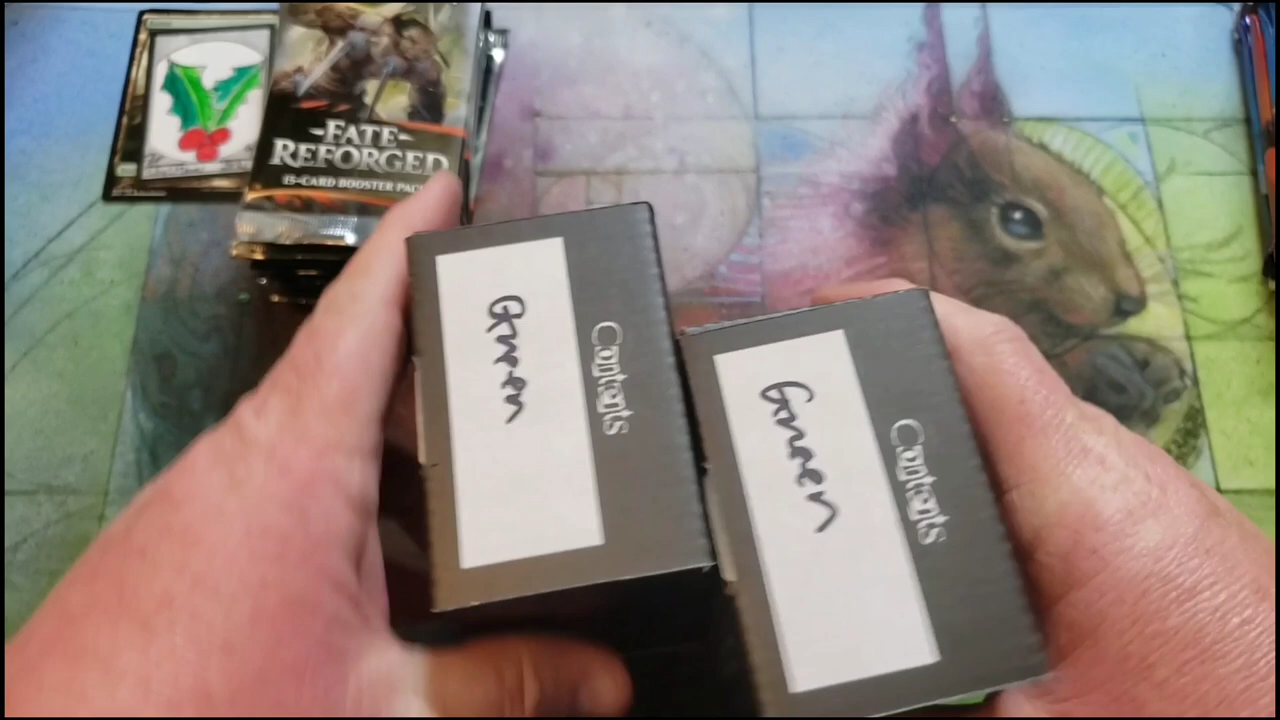 -FATE-
REFORGED
15-CARD BOOSTER PACK
Contents
Green
Contents
Green